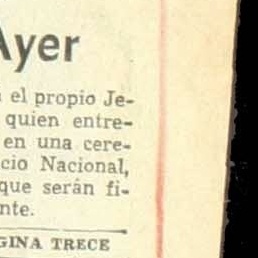 Ayer
el propio Je-
quien entre-
en una cere-
cio Nacional,
que serán fi-
nte.
GINA TRECE